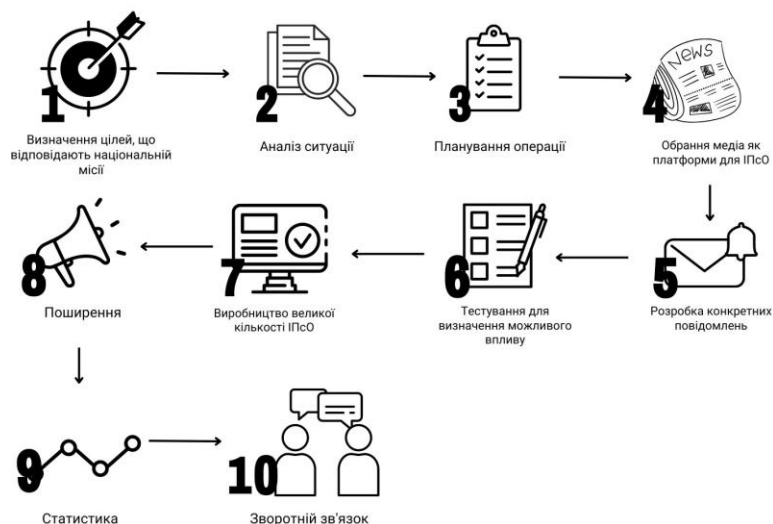 1
Визначення цілей, що
відповідають національній
місії
2
Аналіз ситуації
3
Планування операції
NEWS
4
Обрання медіа як
платформи для ІПсО
5
Розробка конкретних
повідомлень
6
Тестування для
визначення можливого
впливу
7
Виробництво великої
кількості ІПсО
8
Поширення
9
Статистика
10
Зворотній зв'язок